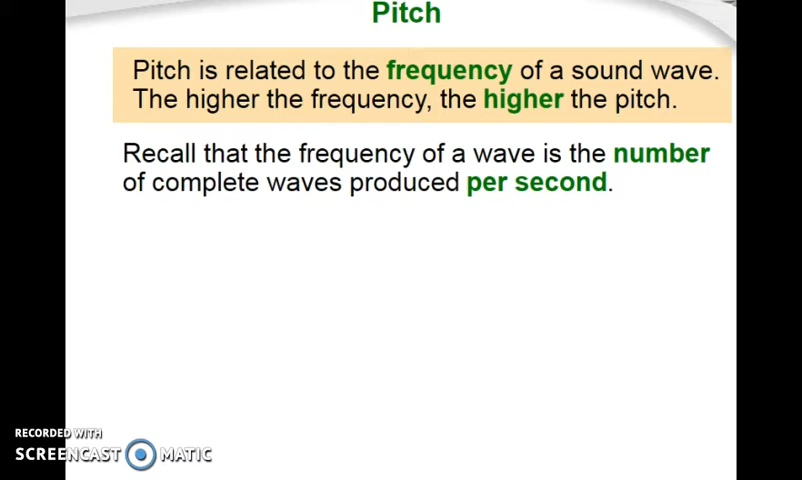 Pitch
Pitch is related to the frequency of a sound wave.
The higher the frequency, the higher the pitch.
Recall that the frequency of a wave is the number
of complete waves produced per second.
RECORDED WITH
SCREENCAST MATIC